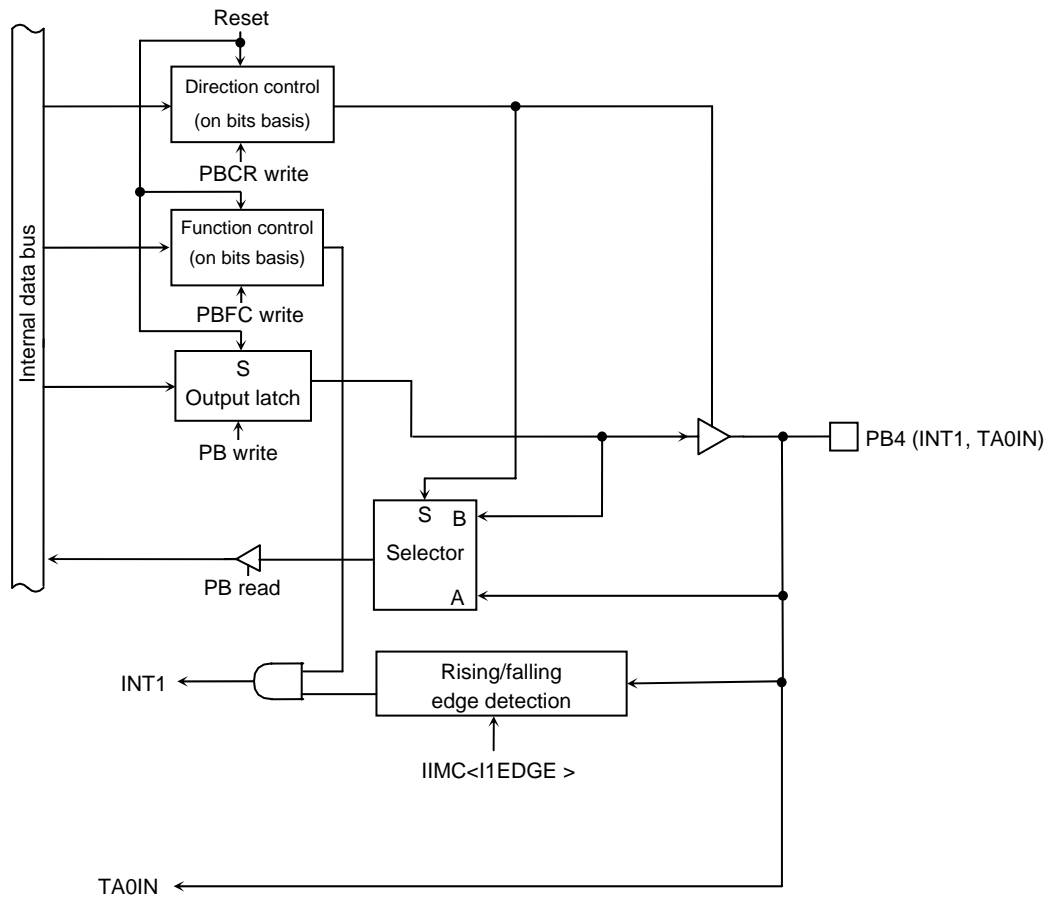 Reset
Internal data bus
Direction control
(on bits basis)
PBCR write
Function control
(on bits basis)
PBFC write
S
Output latch
PB write
PB4 (INT1, TA0IN)
S B
Selector
A
PB read
Rising/falling
edge detection
INT1
IIMC<I1EDGE >
TA0IN